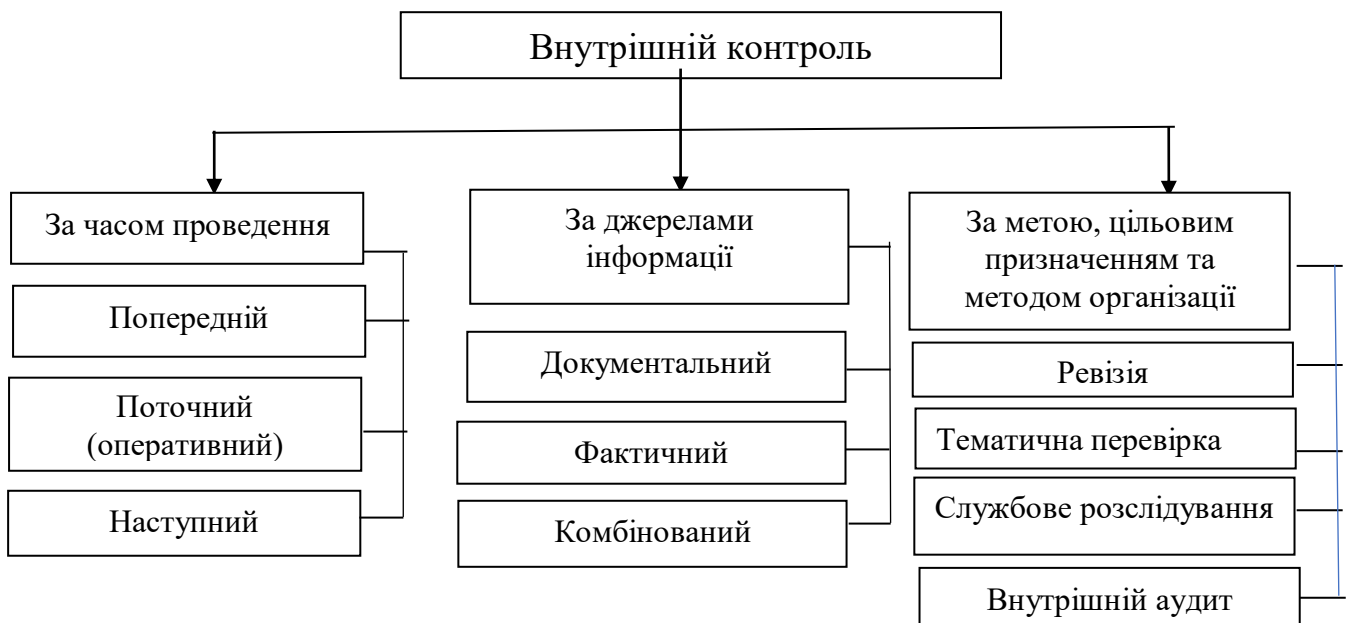 Внутрішній контроль
За часом проведення
Попередній
Поточний
(оперативний)
Наступний
За джерелами
інформації
Документальний
Фактичний
Комбінований
За метою, цільовим
призначенням та
методом організації
Ревізія
Тематична перевірка
Службове розслідування
Внутрішній аудит